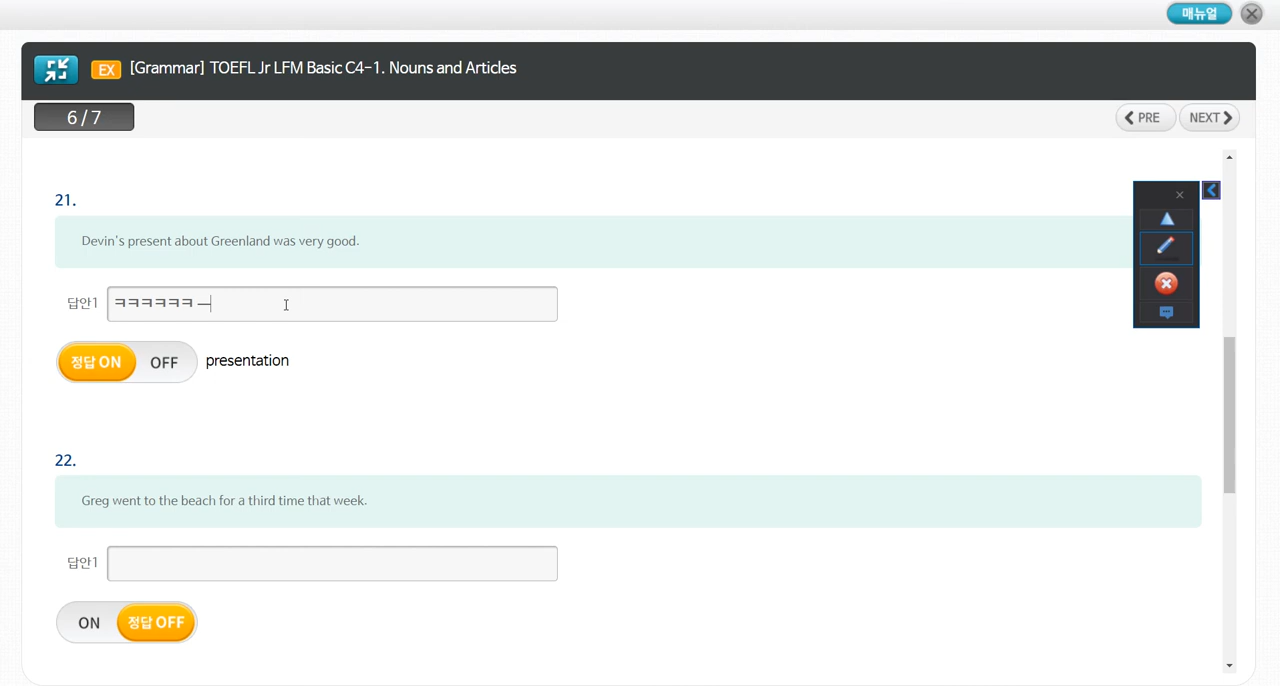 매뉴얼
EX [Grammar] TOEFL Jr LFM Basic C4-1. Nouns and Articles
6 / 7
PRE NEXT
21.
Devin's present about Greenland was very good.
답안1 ㅋㅋㅋㅋㅋㅋ ㅡ
정답 ON OFF presentation
22.
Greg went to the beach for a third time that week.
답안1
ON 정답 OFF